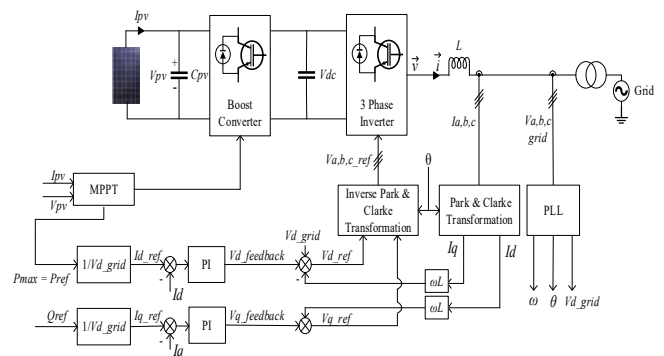 Ipv
+
Vpv
-
Cpv
Boost
Converter
Vdc
3 Phase
Inverter
v
i
L
Ia,b,c
Va,b,c
grid
Grid
Va,b,c_ref
θ
Ipv
Vpv
MPPT
Inverse Park &
Clarke
Transformation
Park & Clarke
Transformation
PLL
Iq
Id
ω
θ
Vd_grid
Pmax = Pref
1/Vd_grid
Id_ref
-
Id
PI
Vd_feedback
Vd_grid
Vd_ref
-
ωL
ωL
Qref
1/Vd_grid
Iq_ref
-
Iq
PI
Vq_feedback
Vq_ref